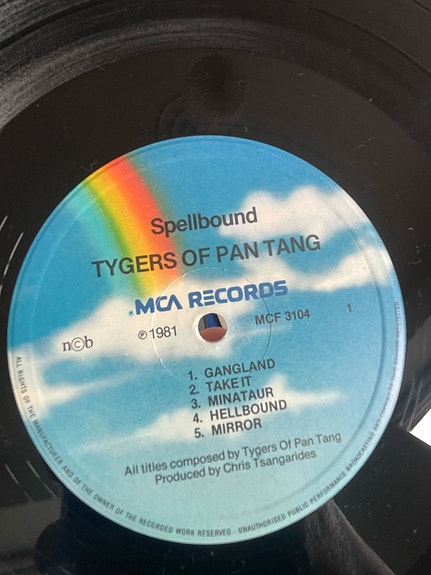 Spellbound
TYGERS OF PAN TANG
MCA RECORDS
n©b
℗1981
MCF 3104
1
1. GANGLAND
2. TAKE IT
3. MINATAUR
4. HELLBOUND
5. MIRROR
All titles composed by Tygers Of Pan Tang
Produced by Chris Tsangarides
ALL RIGHTS OF THE MANUFACTURER AND OF THE OWNER OF THE RECORDED WORK RESERVED · UNAUTHORISED PUBLIC PERFORMANCE BROADCASTING